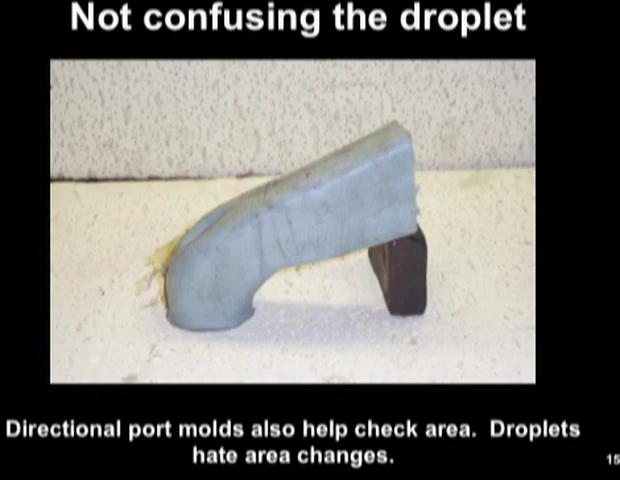 Not confusing the droplet
Directional port molds also help check area. Droplets
hate area changes.
15